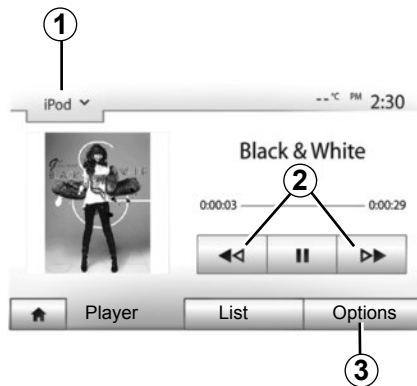 1
iPod
--°C PM 2:30
Black & White
2
0:00:03 0:00:29
Player List Options
3